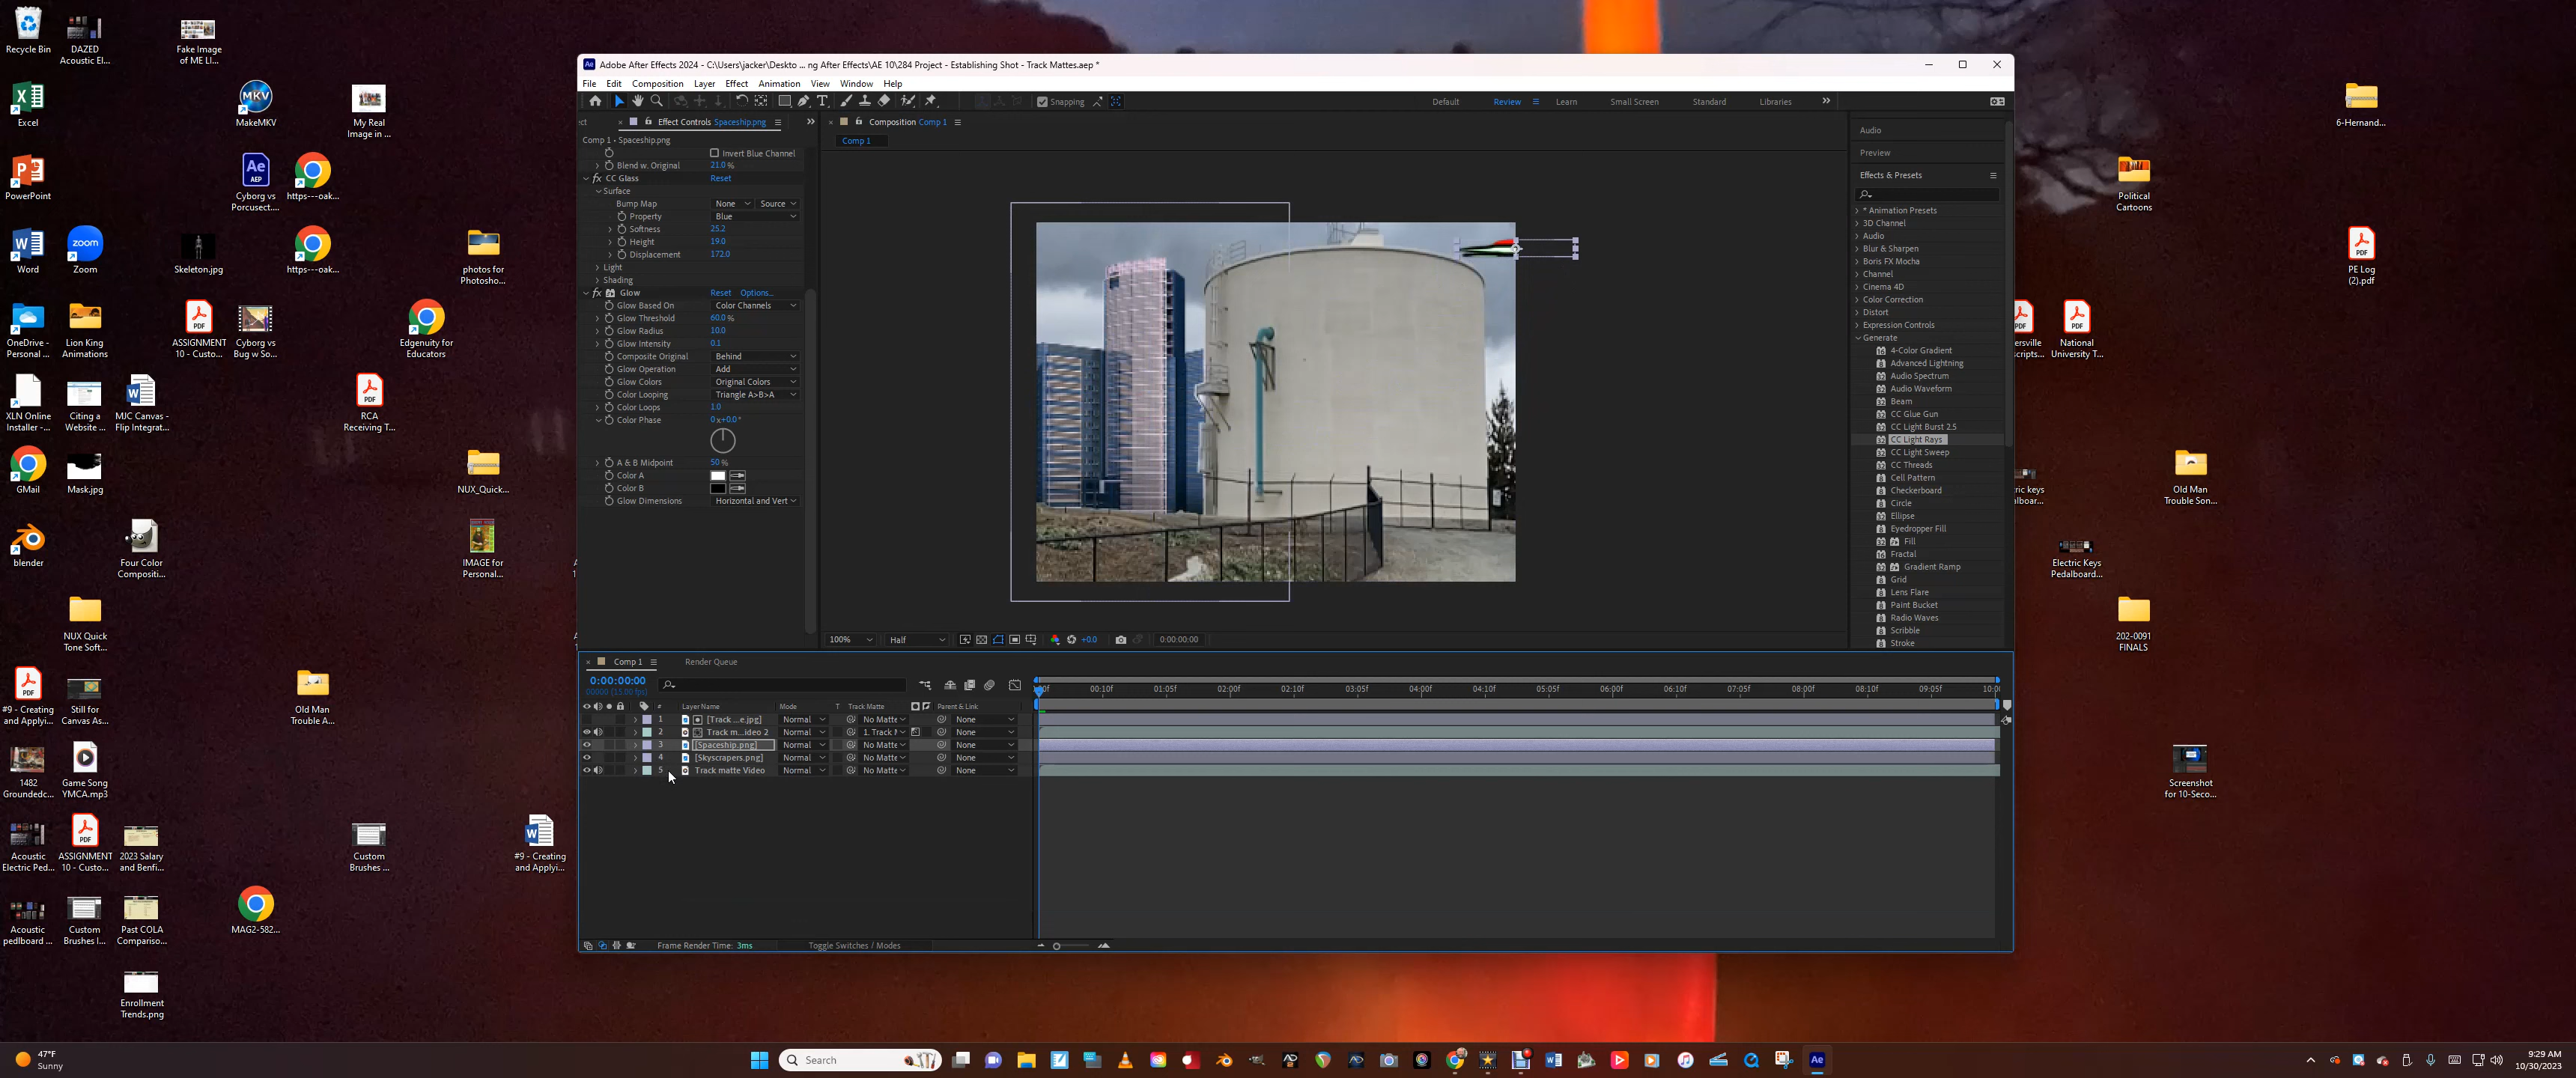 Recycle Bin
DAZED
Acoustic El...
Fake Image
of ME LI...
Excel
MakeMKV
My Real
Image in ...
PowerPoint
Cyborg vs
Porcusect...
https---oak...
Word
Zoom
Skeleton.jpg
https---oak...
photos for
Photosho...
OneDrive -
Personal ...
Lion King
Animations
ASSIGNMENT
10 - Custo...
Cyborg vs
Bug w So...
Edgenuity for
Educators
XLN Online
Installer -...
Citing a
Website ...
MJC Canvas -
Flip Integrat...
RCA
Receiving T...
GMail
Mask.jpg
NUX_Quick...
blender
Four Color
Compositi...
IMAGE for
Personal...
NUX Quick
Tone Soft...
#9 - Creating
and Applyi...
Still for
Canvas As...
Old Man
Trouble A...
1482
Groundedc...
Game Song
YMCA.mp3
Acoustic
Electric Ped...
ASSIGNMENT
10 - Custo...
2023 Salary
and Benfi...
Custom
Brushes ...
#9 - Creating
and Applyi...
Acoustic
pedlboard ...
Custom
Brushes I...
Past COLA
Compariso...
MAG2-582...
Enrollment
Trends.png
Adobe After Effects 2024 - C:\Users\jacker\Deskto ... ng After Effects\AE 10\284 Project - Establishing Shot - Track Mattes.aep *
File Edit Composition Layer Effect Animation View Window Help
Snapping
Default Review Learn Small Screen Standard Libraries
Effect Controls Spaceship.png
Comp 1 • Spaceship.png
Invert Blue Channel
Blend w. Original 21.0 %
fx CC Glass Reset
Surface
Bump Map None Source
Property Blue
Softness 25.2
Height 19.0
Displacement 172.0
Light
Shading
fx Glow Reset Options...
Glow Based On Color Channels
Glow Threshold 60.0 %
Glow Radius 10.0
Glow Intensity 0.1
Composite Original Behind
Glow Operation Add
Glow Colors Original Colors
Color Looping Triangle A>B>A
Color Loops 1.0
Color Phase 0 x+0.0 °
A & B Midpoint 50 %
Color A
Color B
Glow Dimensions Horizontal and Vert
Composition Comp 1
Comp 1
100% Half +0.0 0:00:00:00
Audio
Preview
Effects & Presets
* Animation Presets
3D Channel
Audio
Blur & Sharpen
Boris FX Mocha
Channel
Cinema 4D
Color Correction
Distort
Expression Controls
Generate
4-Color Gradient
Advanced Lightning
Audio Spectrum
Audio Waveform
Beam
CC Glue Gun
CC Light Burst 2.5
CC Light Rays
CC Light Sweep
CC Threads
Cell Pattern
Checkerboard
Circle
Ellipse
Eyedropper Fill
Fill
Fractal
Gradient Ramp
Grid
Lens Flare
Paint Bucket
Radio Waves
Scribble
Stroke
Comp 1 Render Queue
0:00:00:00
00000 (15.00 fps)
# Layer Name Mode T Track Matte Parent & Link
1 [Track ...e.jpg] Normal No Matte None
2 Track m...ideo 2 Normal 1. Track None
3 [Spaceship.png] Normal No Matte None
4 [Skyscrapers.png] Normal No Matte None
5 Track matte Video Normal No Matte None
00:10f 01:05f 02:00f 02:10f 03:05f 04:00f 04:10f 05:05f 06:00f 06:10f 07:05f 08:00f 08:10f 09:05f
Frame Render Time: 3ms
Toggle Switches / Modes
6-Hernand...
Political
Cartoons
PE Log
(2).pdf
ersville
scripts...
National
University T...
ric keys
alboar...
Old Man
Trouble Son...
Electric Keys
Pedalboard...
202-0091
FINALS
Screenshot
for 10-Seco...
47°F
Sunny
Search
9:29 AM
10/30/2023